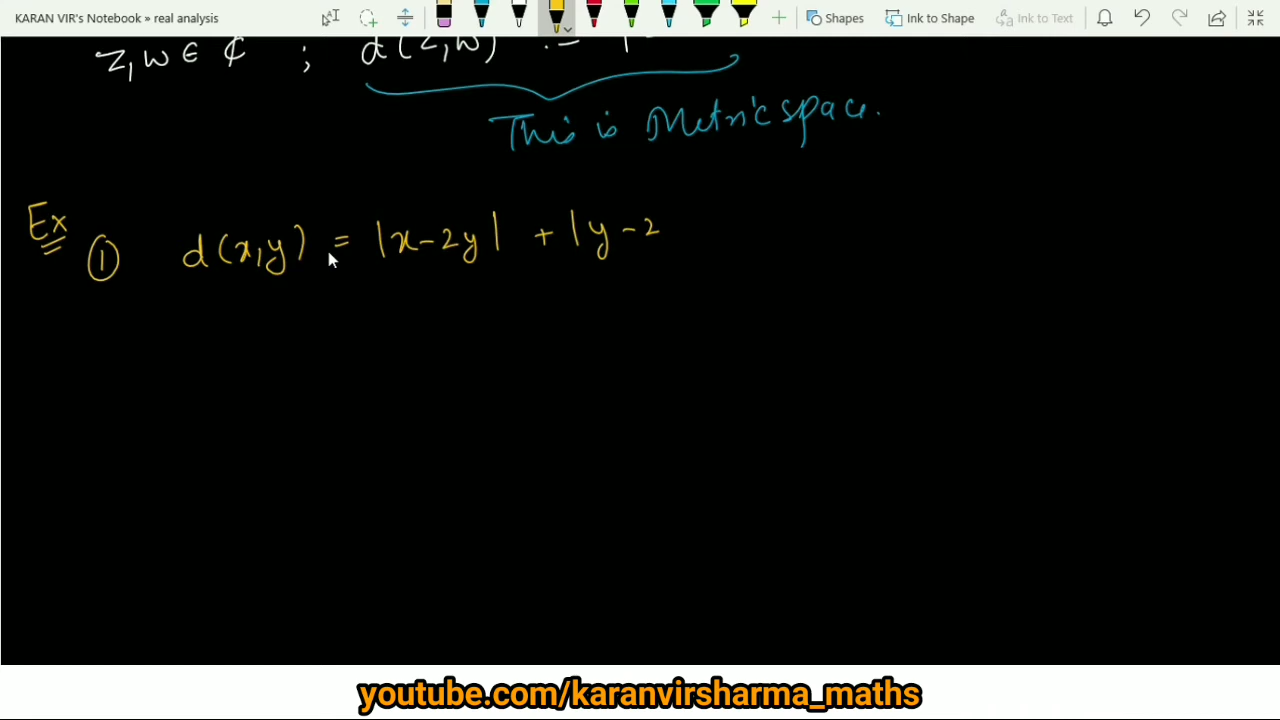 KARAN VIR's Notebook » real analysis
Shapes
Ink to Shape
Ink to Text
z,w ∈ ₵ ; d(z,w) :=
This is Metric space.
Ex
① d(x,y) = |x-2y| + |y-2
youtube.com/karanvirsharma_maths